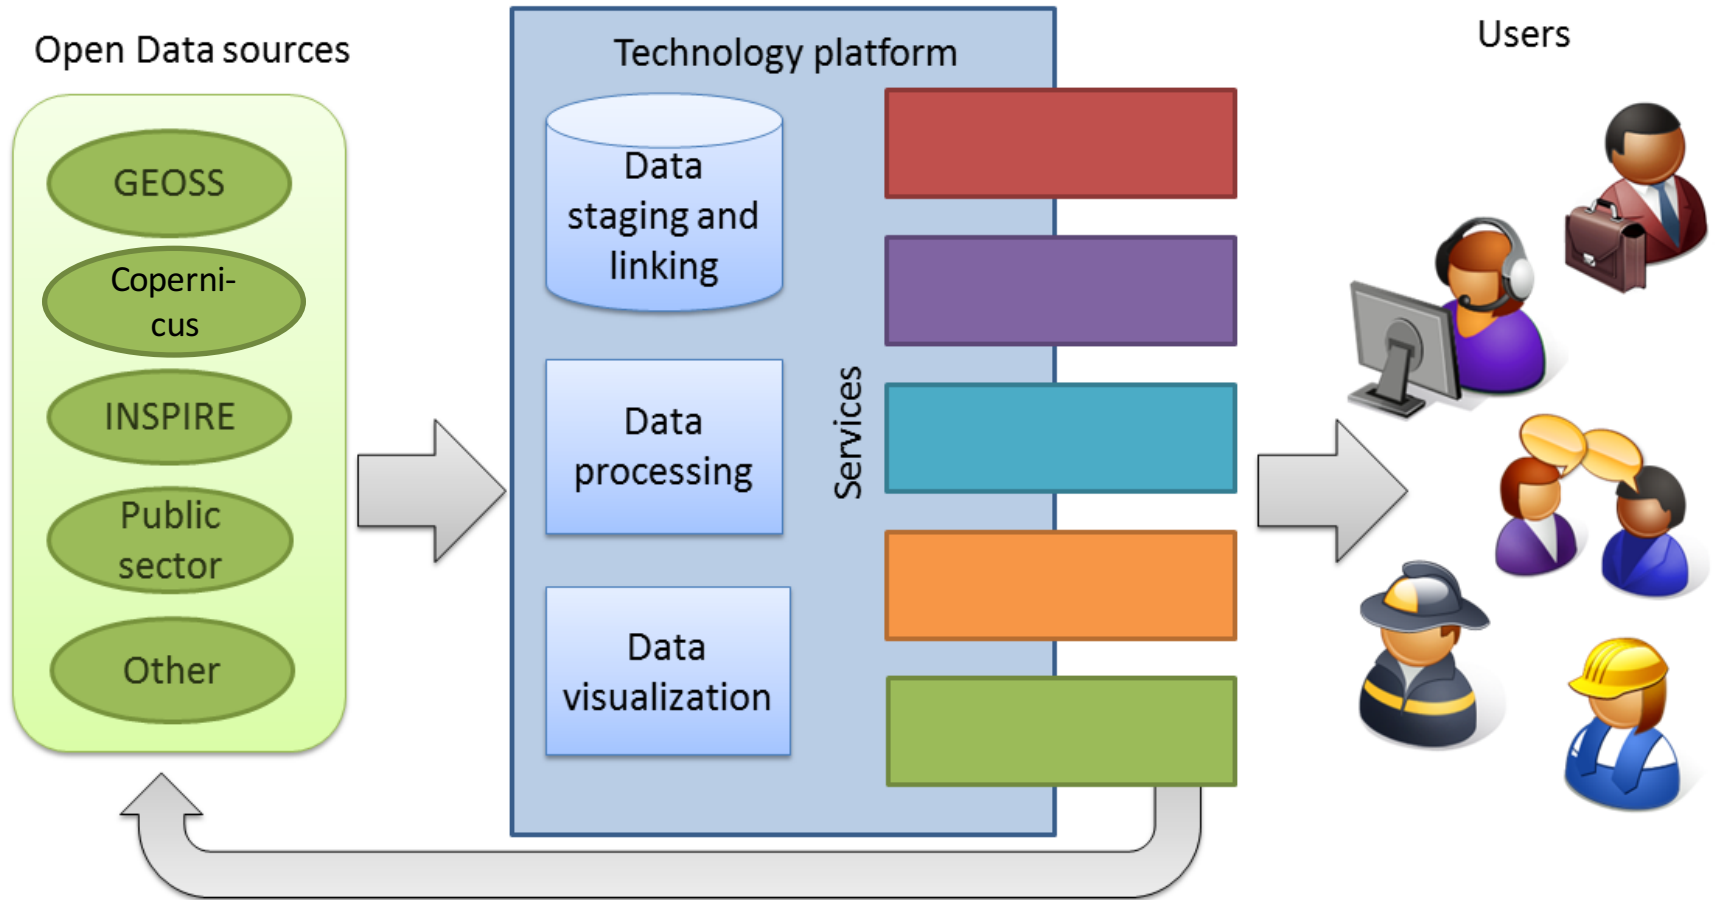 Open Data sources
GEOSS
Coperni-
cus
INSPIRE
Public
sector
Other
Technology platform
Data
staging and
linking
Data
processing
Data
visualization
Services
Users